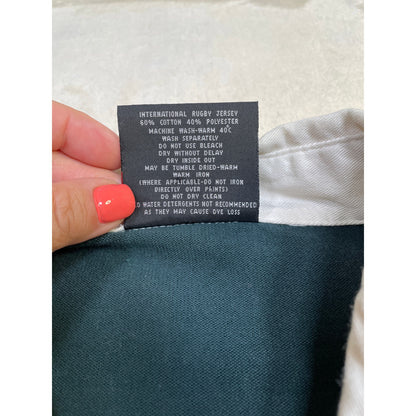 INTERNATIONAL RUGBY JERSEY
60% COTTON 40% POLYESTER
MACHINE WASH-WARM 40°C
WASH SEPARATELY
DO NOT USE BLEACH
DRY WITHOUT DELAY
DRY INSIDE OUT
MAY BE TUMBLE DRIED-WARM
WARM IRON
(WHERE APPLICABLE-DO NOT IRON
DIRECTLY OVER PRINTS)
DO NOT DRY CLEAN
WATER DETERGENTS NOT RECOMMENDED
AS THEY MAY CAUSE DYE LOSS